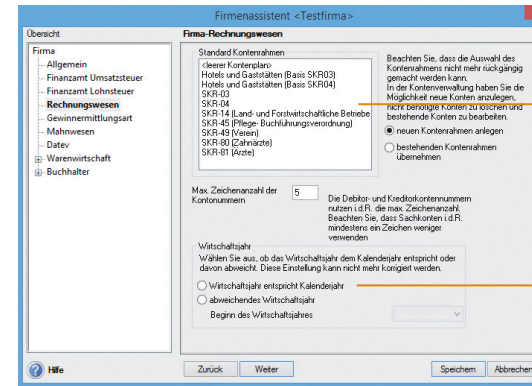 Firmenassistent <Testfirma>
Übersicht
Firma-Rechnungswesen
Firma
Allgemein
Finanzamt Umsatzsteuer
Finanzamt Lohnsteuer
Rechnungswesen
Gewinnermittlungsart
Mahnwesen
Datev
Warenwirtschaft
Buchhalter
Standard Kontenrahmen
<leerer Kontenplan>
Hotels und Gaststätten (Basis SKR03)
Hotels und Gaststätten (Basis SKR04)
SKR-03
SKR-04
SKR-14 (Land- und Forstwirtschaftliche Betriebe
SKR-45 (Pflege- Buchführungsverordnung)
SKR-49 (Verein)
SKR-80 (Zahnärzte)
SKR-81 (Ärzte)
Beachten Sie, dass die Auswahl des
Kontenrahmens nicht mehr rückgängig
gemacht werden kann.
In der Kontenverwaltung haben Sie die
Möglichkeit neue Konten anzulegen,
nicht benötigte Konten zu löschen und
bestehende Konten zu bearbeiten.
neuen Kontenrahmen anlegen
bestehenden Kontenrahmen
übernehmen
Max. Zeichenanzahl der
Kontonummern
5
Die Debitor- und Kreditorkontennummern
nutzen i.d.R. die max. Zeichenanzahl.
Beachten Sie, dass Sachkonten i.d.R.
mindestens ein Zeichen weniger
verwenden
Wirtschaftsjahr
Wählen Sie aus, ob das Wirtschaftsjahr dem Kalenderjahr entspricht oder
davon abweicht. Diese Einstellung kann nicht mehr korrigiert werden.
Wirtschaftsjahr entspricht Kalenderjahr
abweichendes Wirtschaftsjahr
Beginn des Wirtschaftsjahres
Hilfe
Zurück
Weiter
Speichern
Abbrechen